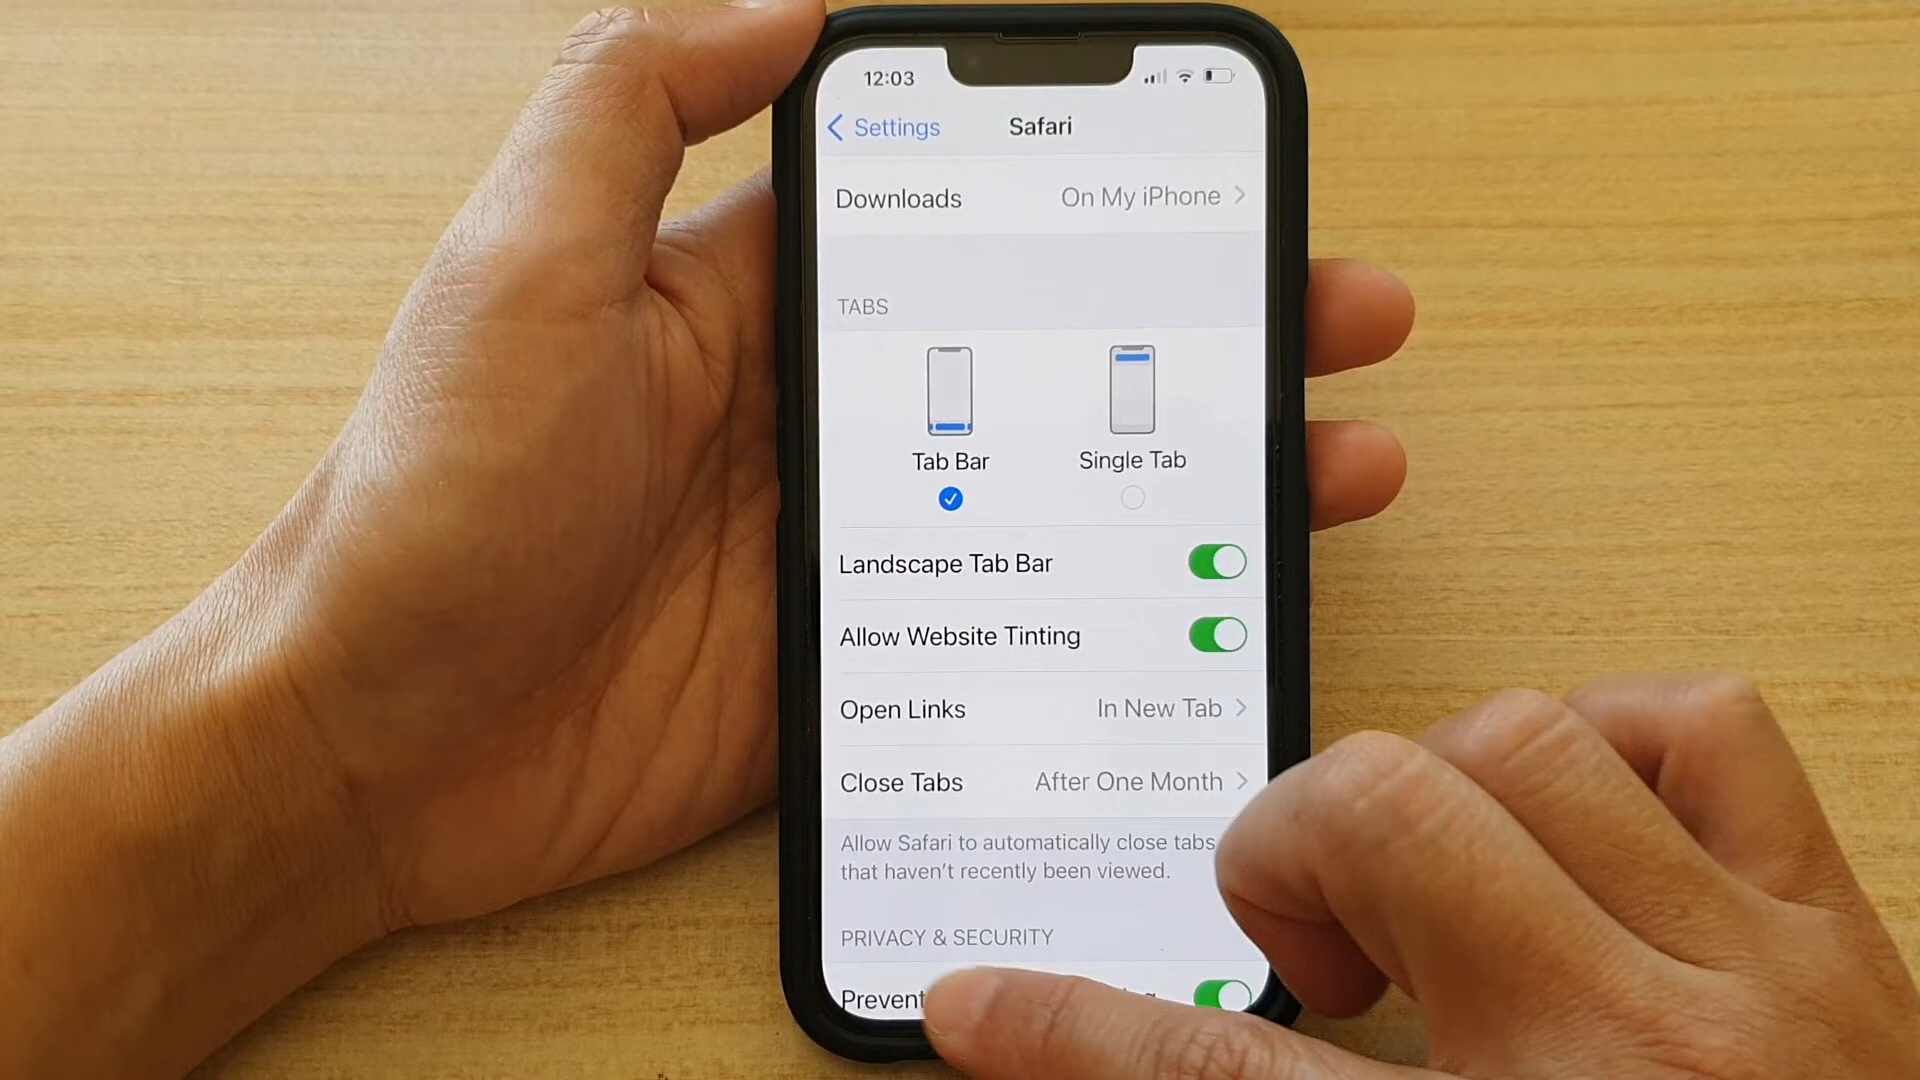 12:03
Settings
Safari
Downloads On My iPhone
TABS
Tab Bar Single Tab
Landscape Tab Bar
Allow Website Tinting
Open Links In New Tab
Close Tabs After One Month
Allow Safari to automatically close tabs
that haven't recently been viewed.
PRIVACY & SECURITY
Prevent